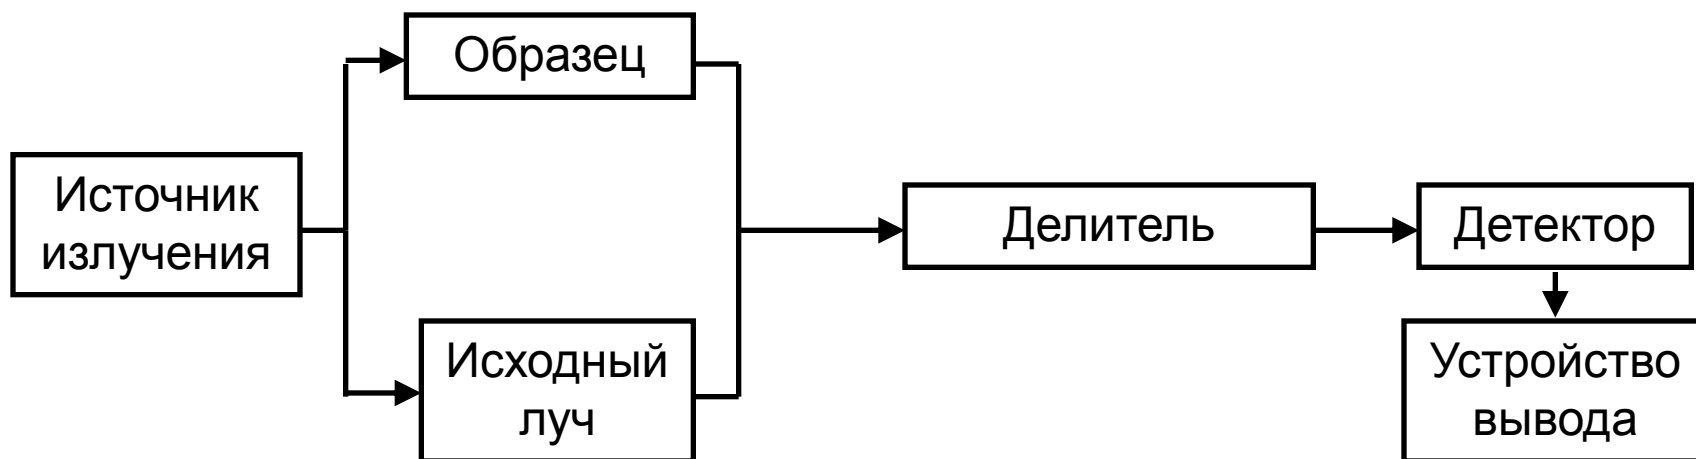 Образец
Источник
излучения
Делитель
Детектор
Исходный
луч
Устройство
вывода